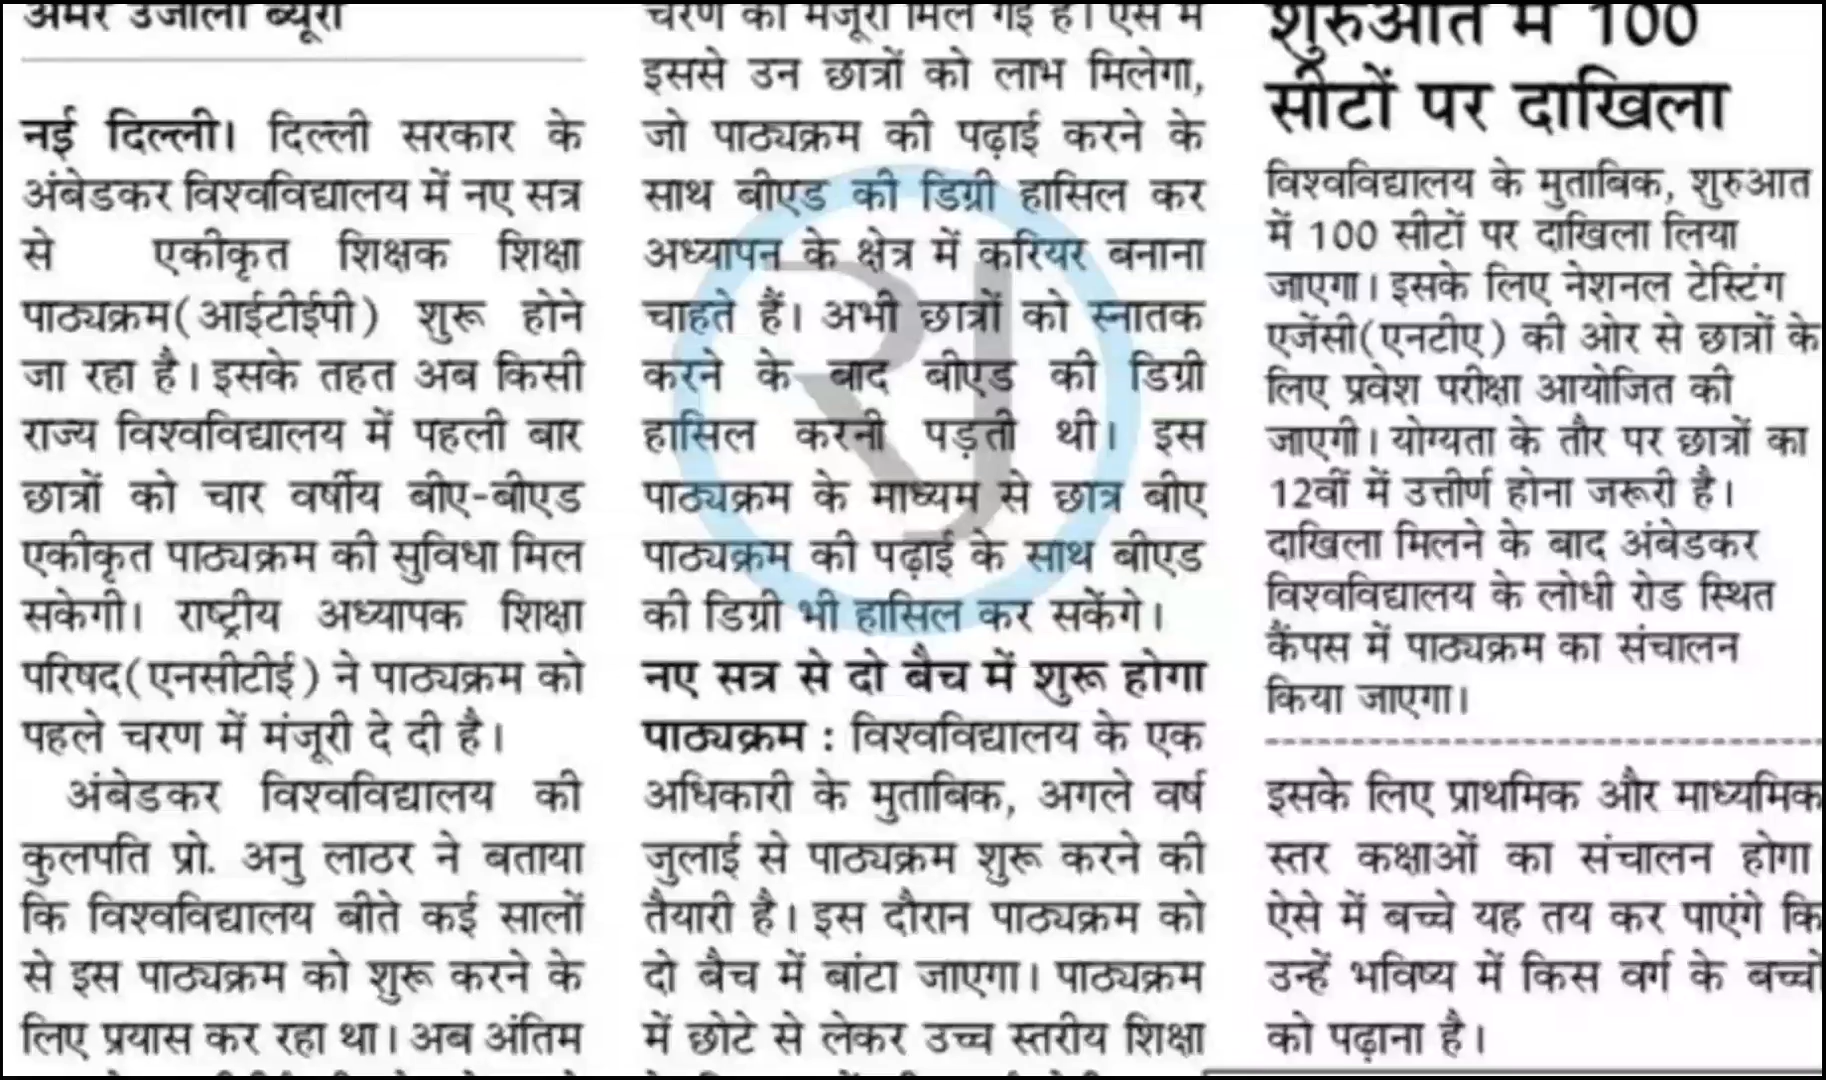 अमर उजाला ब्यूरो
नई दिल्ली। दिल्ली सरकार के
अंबेडकर विश्वविद्यालय में नए सत्र
से एकीकृत शिक्षक शिक्षा
पाठ्यक्रम(आईटीईपी) शुरू होने
जा रहा है। इसके तहत अब किसी
राज्य विश्वविद्यालय में पहली बार
छात्रों को चार वर्षीय बीए-बीएड
एकीकृत पाठ्यक्रम की सुविधा मिल
सकेगी। राष्ट्रीय अध्यापक शिक्षा
परिषद(एनसीटीई) ने पाठ्यक्रम को
पहले चरण में मंजूरी दे दी है।
अंबेडकर विश्वविद्यालय की
कुलपति प्रो. अनु लाठर ने बताया
कि विश्वविद्यालय बीते कई सालों
से इस पाठ्यक्रम को शुरू करने के
लिए प्रयास कर रहा था। अब अंतिम
चरण की मंजूरी मिल गई है। ऐसे में
इससे उन छात्रों को लाभ मिलेगा,
जो पाठ्यक्रम की पढ़ाई करने के
साथ बीएड की डिग्री हासिल कर
अध्यापन के क्षेत्र में करियर बनाना
चाहते हैं। अभी छात्रों को स्नातक
करने के बाद बीएड की डिग्री
हासिल करनी पड़ती थी। इस
पाठ्यक्रम के माध्यम से छात्र बीए
पाठ्यक्रम की पढ़ाई के साथ बीएड
की डिग्री भी हासिल कर सकेंगे।
नए सत्र से दो बैच में शुरू होगा
पाठ्यक्रम : विश्वविद्यालय के एक
अधिकारी के मुताबिक, अगले वर्ष
जुलाई से पाठ्यक्रम शुरू करने की
तैयारी है। इस दौरान पाठ्यक्रम को
दो बैच में बांटा जाएगा। पाठ्यक्रम
में छोटे से लेकर उच्च स्तरीय शिक्षा
शुरुआत में 100
सीटों पर दाखिला
विश्वविद्यालय के मुताबिक, शुरुआत
में 100 सीटों पर दाखिला लिया
जाएगा। इसके लिए नेशनल टेस्टिंग
एजेंसी(एनटीए) की ओर से छात्रों के
लिए प्रवेश परीक्षा आयोजित की
जाएगी। योग्यता के तौर पर छात्रों का
12वीं में उत्तीर्ण होना जरूरी है।
दाखिला मिलने के बाद अंबेडकर
विश्वविद्यालय के लोधी रोड स्थित
कैंपस में पाठ्यक्रम का संचालन
किया जाएगा।
इसके लिए प्राथमिक और माध्यमिक
स्तर कक्षाओं का संचालन होगा
ऐसे में बच्चे यह तय कर पाएंगे कि
उन्हें भविष्य में किस वर्ग के बच्चों
को पढ़ाना है।